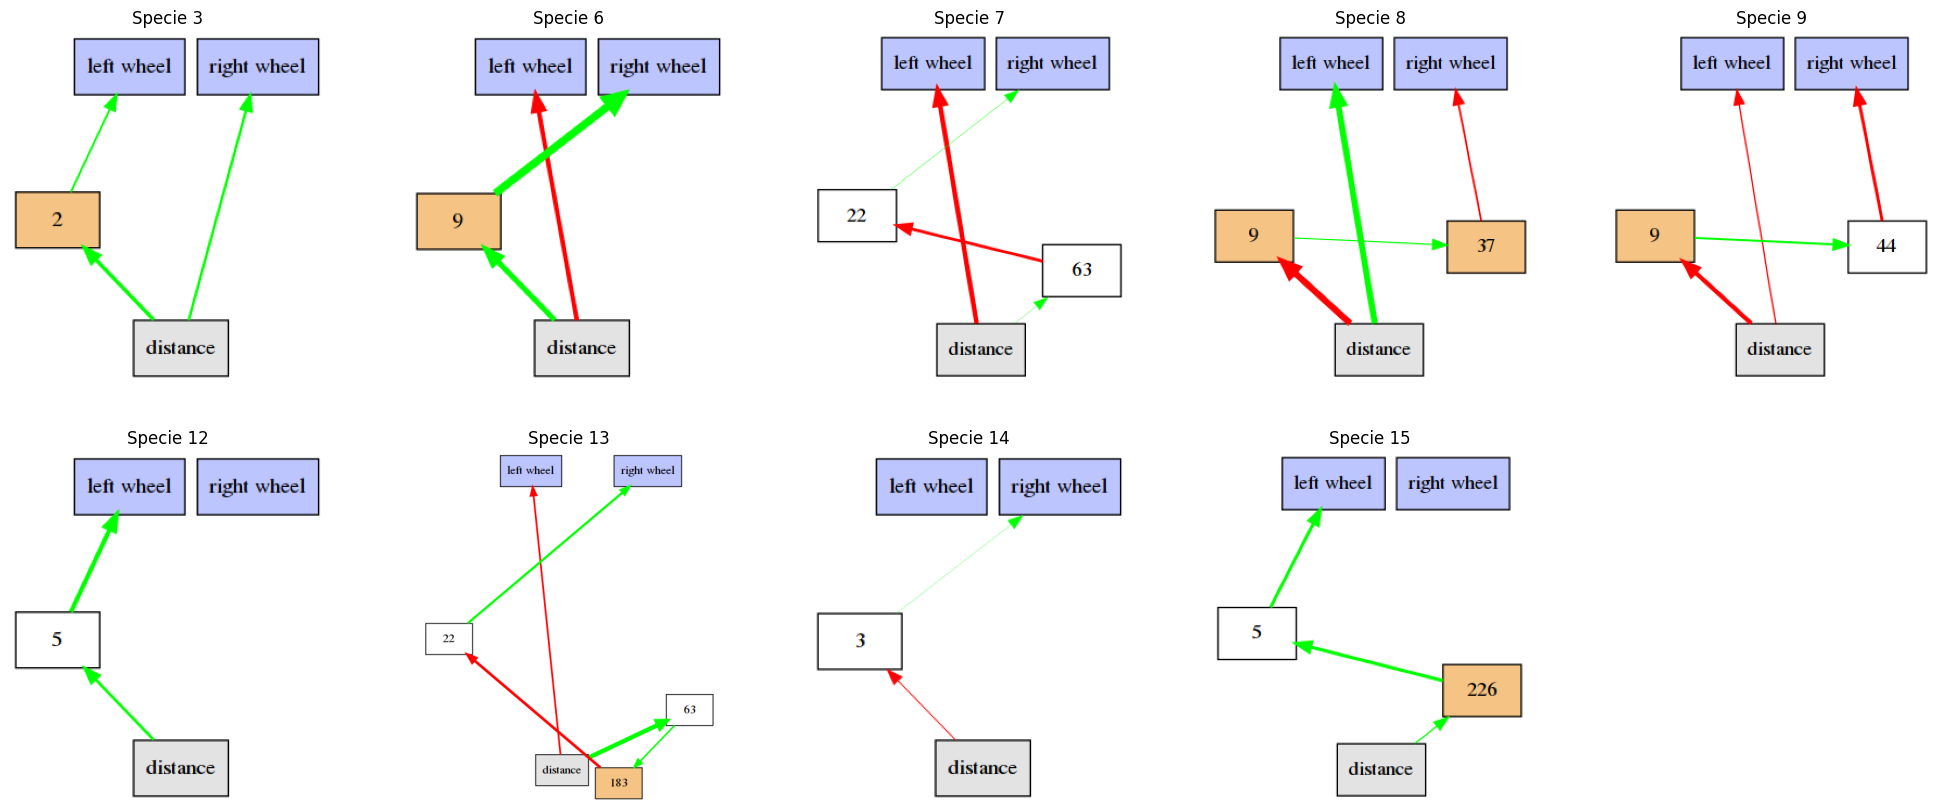 Specie 3
left wheel
right wheel
2
distance
Specie 6
left wheel
right wheel
9
distance
Specie 7
left wheel
right wheel
22
63
distance
Specie 8
left wheel
right wheel
9
37
distance
Specie 9
left wheel
right wheel
9
44
distance
Specie 12
left wheel
right wheel
5
distance
Specie 13
left wheel
right wheel
22
63
distance
183
Specie 14
left wheel
right wheel
3
distance
Specie 15
left wheel
right wheel
5
226
distance